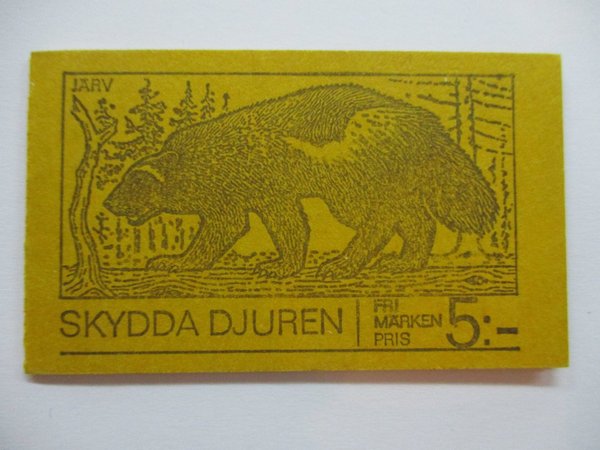 JÄRV
SKYDDA DJUREN
FRI
MÄRKEN
PRIS
5:-